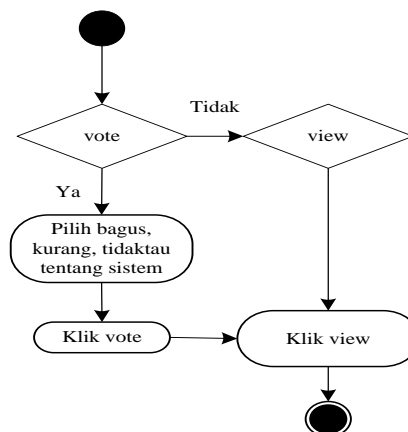 Tidak
vote
view
Ya
Pilih bagus,
kurang, tidaktau
tentang sistem
Klik vote
Klik view